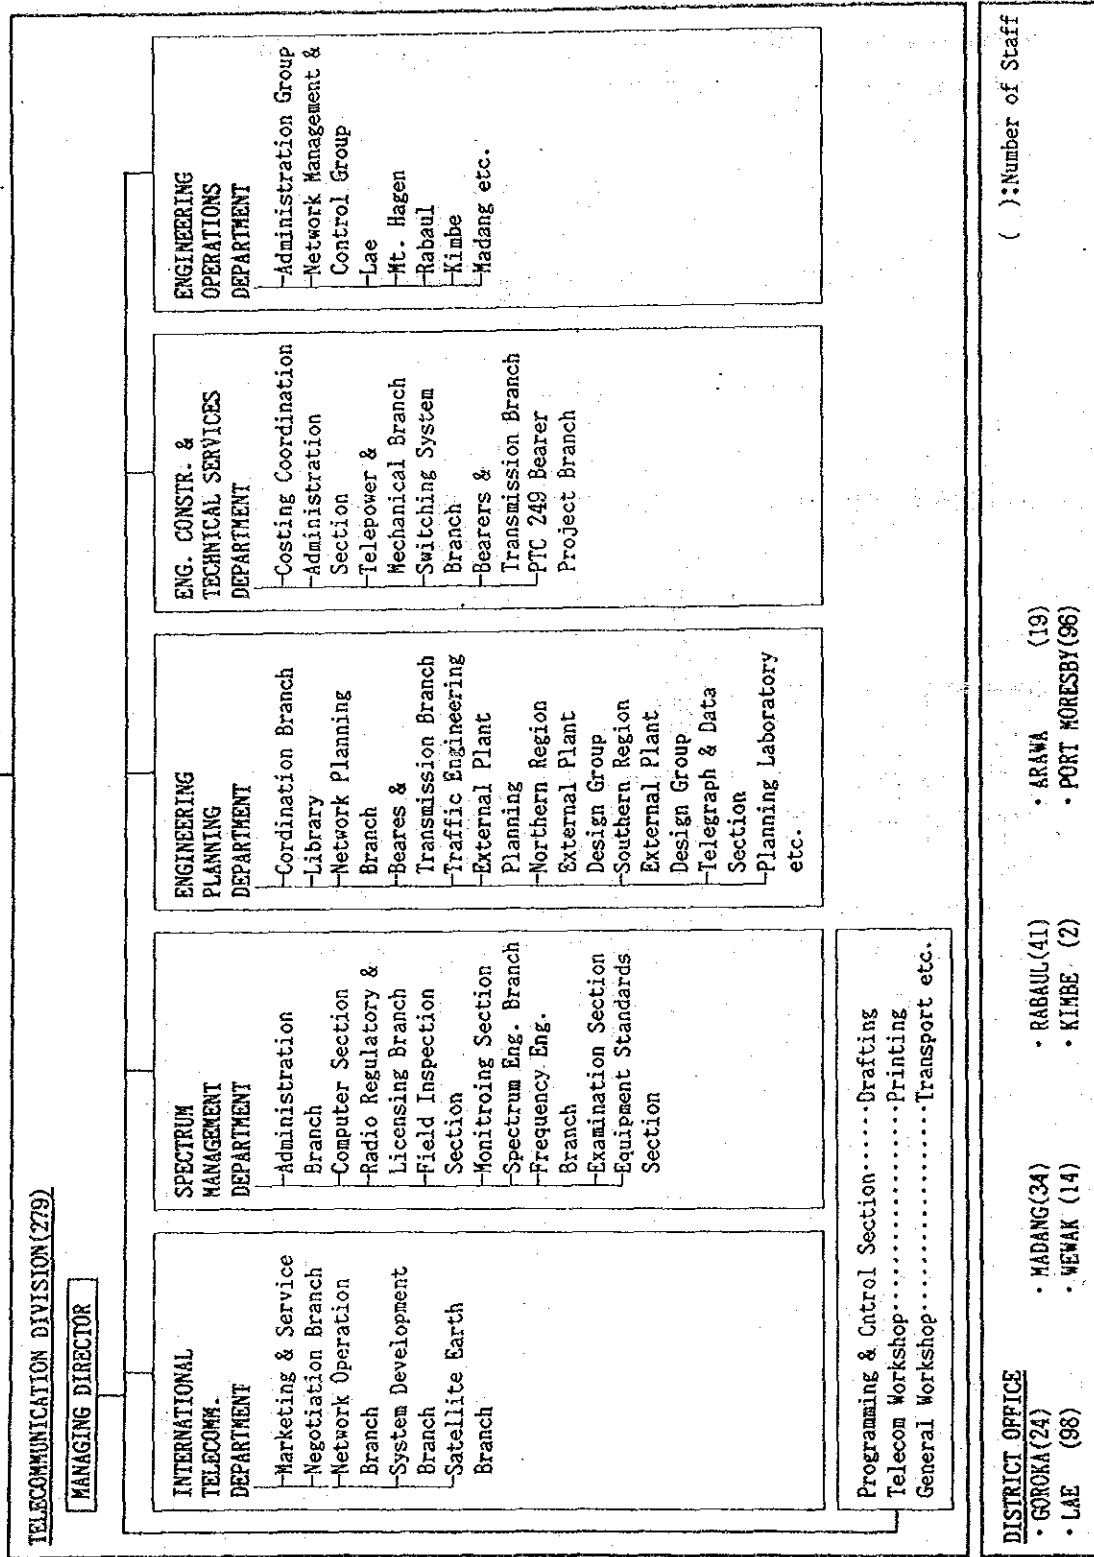 TELECOMMUNICATION DIVISION(279)
MANAGING DIRECTOR
INTERNATIONAL
TELECOMM.
DEPARTMENT
Marketing & Service
Negotiation Branch
Network Operation
Branch
System Development
Branch
Satellite Earth
Branch
SPECTRUM
MANAGEMENT
DEPARTMENT
Administration
Branch
Computer Section
Radio Regulatory &
Licensing Branch
Field Inspection
Section
Monitroing Section
Spectrum Eng. Branch
Frequency Eng.
Branch
Examination Section
Equipment Standards
Section
ENGINEERING
PLANNING
DEPARTMENT
Cordination Branch
Library
Network Planning
Branch
Beares &
Transmission Branch
Traffic Engineering
External Plant
Planning
Northern Region
External Plant
Design Group
Southern Region
External Plant
Design Group
Telegraph & Data
Section
Planning Laboratory
etc.
ENG. CONSTR. &
TECHNICAL SERVICES
DEPARTMENT
Costing Coordination
Administration
Section
Telepower &
Mechanical Branch
Switching System
Branch
Bearers &
Transmission Branch
PTC 249 Bearer
Project Branch
ENGINEERING
OPERATIONS
DEPARTMENT
Administration Group
Network Management &
Control Group
Lae
Mt. Hagen
Rabaul
Kimbe
Madang etc.
Programing & Cntrol Section······Drafting
Telecom Workshop················Printing
General Workshop················Transport etc.
DISTRICT OFFICE
· GOROKA(24) · MADANG(34) · RABAUL(41) · ARAWA (19)
· LAE (98) · WEWAK (14) · KIMBE (2) · PORT MORESBY(96)
( ):Number of Staff